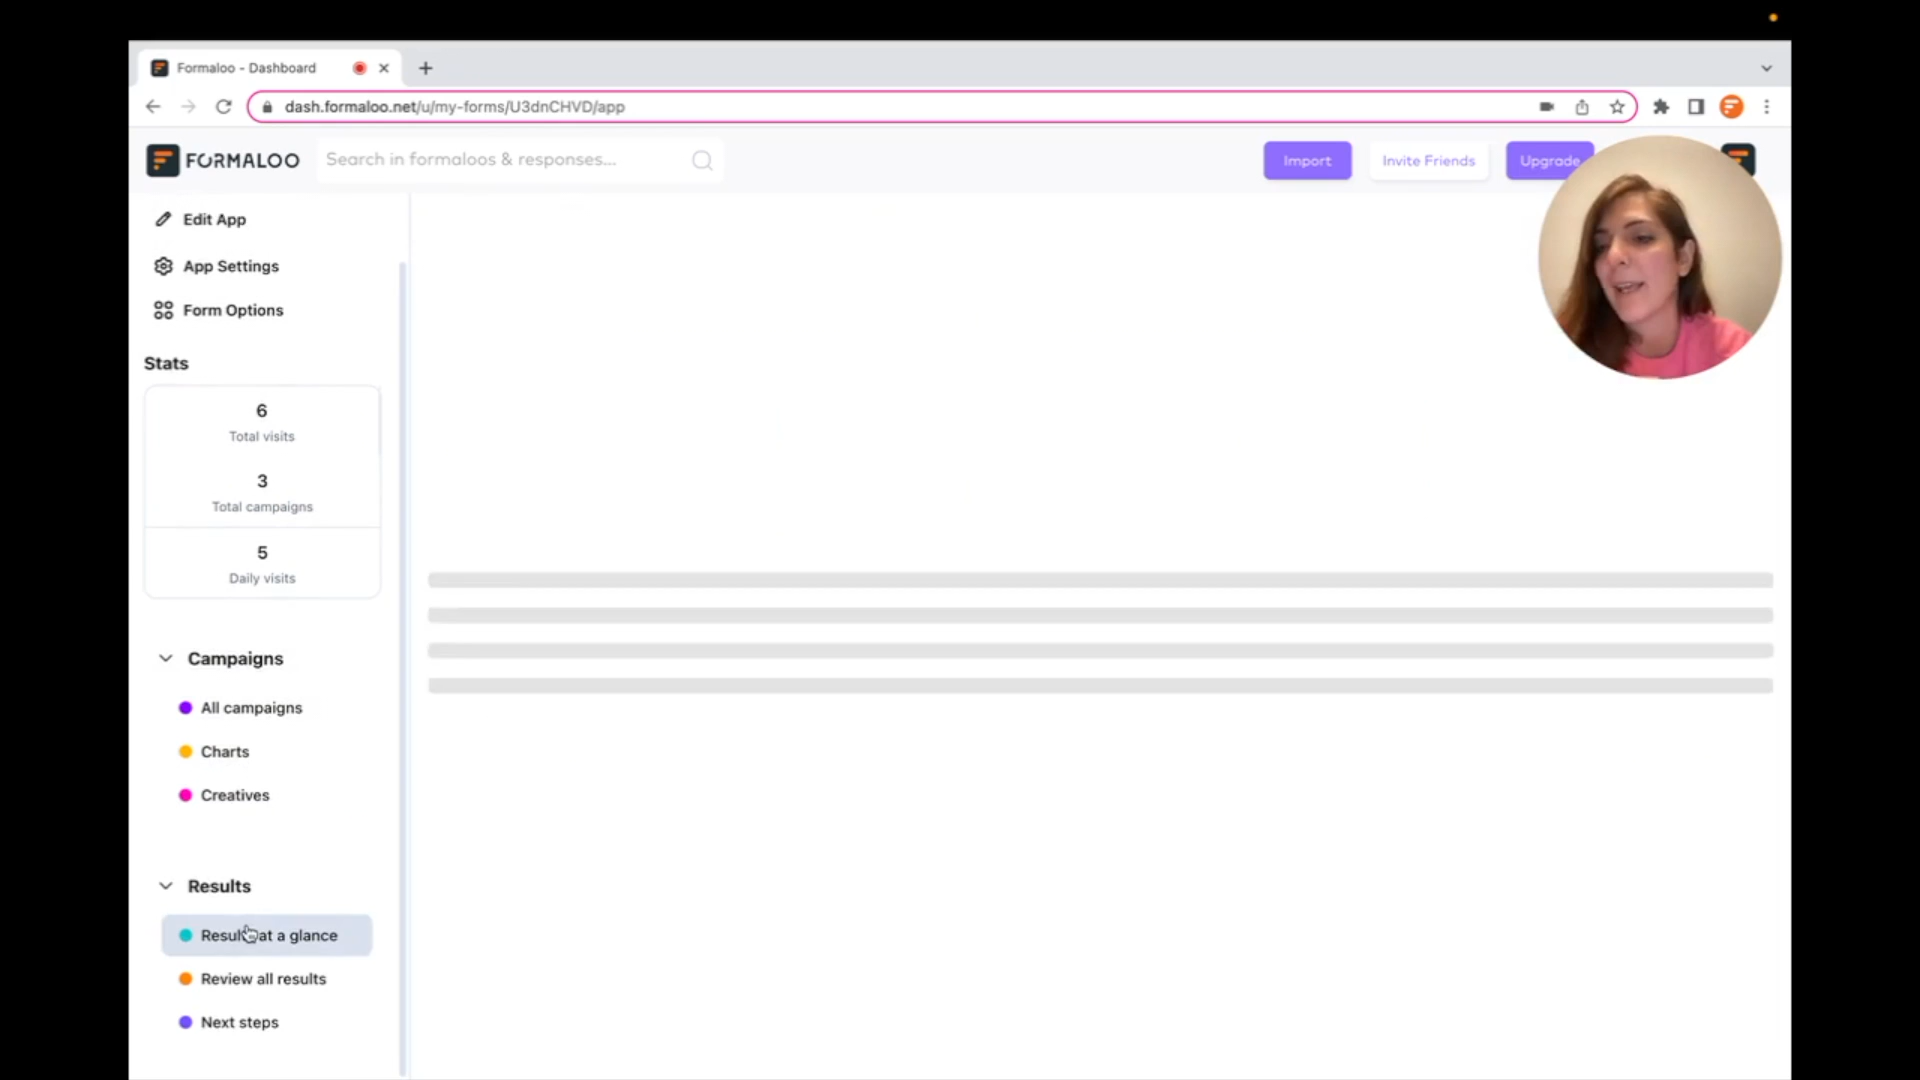 Formaloo - Dashboard
dash.formaloo.net/u/my-forms/U3dnCHVD/app
FORMALOO
Search in formaloos & responses...
Import
Invite Friends
Upgrade
Edit App
App Settings
Form Options
Stats
6
Total visits
3
Total campaigns
5
Daily visits
Campaigns
All campaigns
Charts
Creatives
Results
Results at a glance
Review all results
Next steps